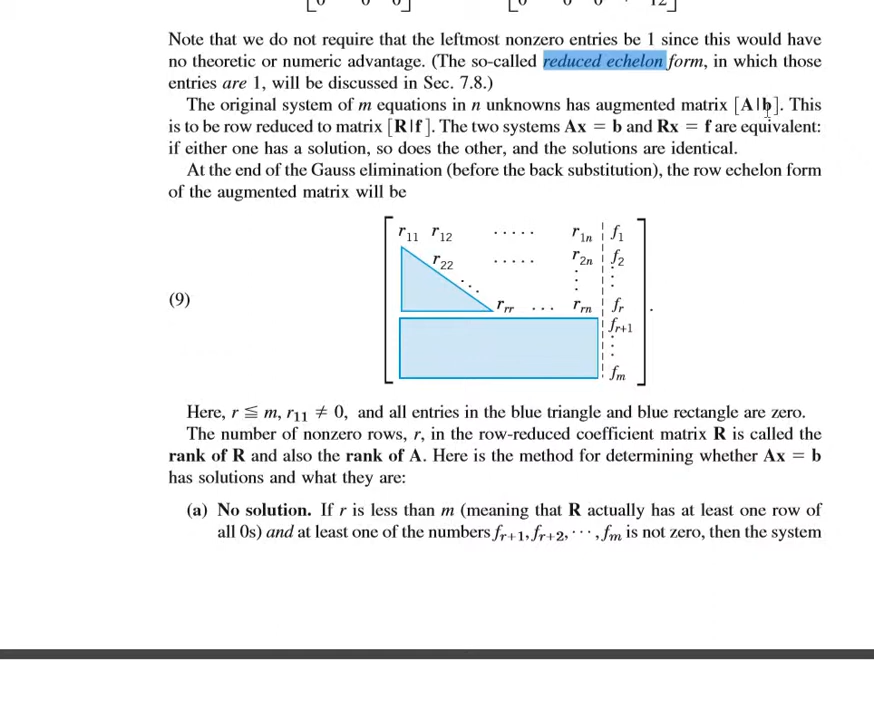 Note that we do not require that the leftmost nonzero entries be 1 since this would have
no theoretic or numeric advantage. (The so-called reduced echelon form, in which those
entries are 1, will be discussed in Sec. 7.8.)
The original system of m equations in n unknowns has augmented matrix [A|b]. This
is to be row reduced to matrix [R|f]. The two systems Ax = b and Rx = f are equivalent:
if either one has a solution, so does the other, and the solutions are identical.
At the end of the Gauss elimination (before the back substitution), the row echelon form
of the augmented matrix will be
r11 r12 ..... r1n f1
r22 ..... r2n f2
(9)
rrr ... rrn fr
fr+1
fm
Here, r ≦ m, r11 ≠ 0, and all entries in the blue triangle and blue rectangle are zero.
The number of nonzero rows, r, in the row-reduced coefficient matrix R is called the
rank of R and also the rank of A. Here is the method for determining whether Ax = b
has solutions and what they are:
(a) No solution. If r is less than m (meaning that R actually has at least one row of
all 0s) and at least one of the numbers fr+1, fr+2, ···, fm is not zero, then the system